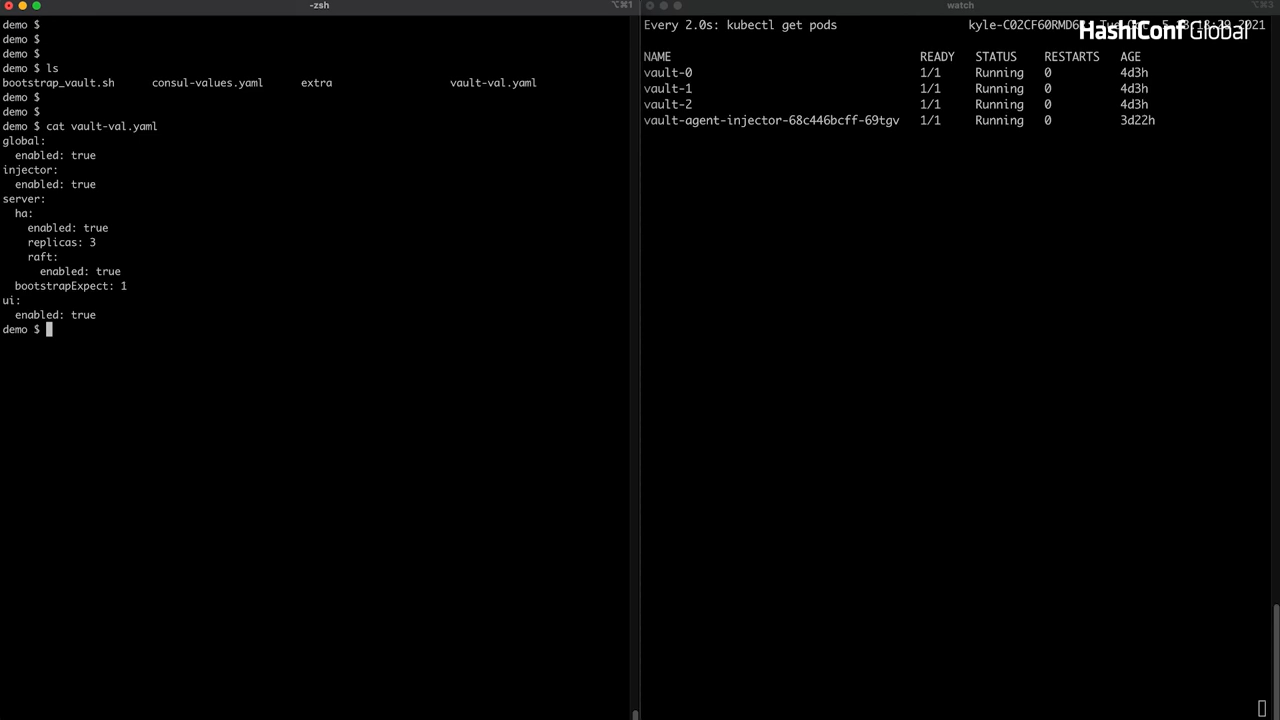 -zsh
⌥⌘1
demo $
demo $
demo $
demo $ ls
bootstrap_vault.sh consul-values.yaml extra vault-val.yaml
demo $
demo $
demo $ cat vault-val.yaml
global:
  enabled: true
injector:
  enabled: true
server:
  ha:
    enabled: true
    replicas: 3
    raft:
      enabled: true
  bootstrapExpect: 1
ui:
  enabled: true
demo $
watch
⌥⌘3
Every 2.0s: kubectl get pods
2021
HashiConf Global
NAME READY STATUS RESTARTS AGE
vault-0 1/1 Running 0 4d3h
vault-1 1/1 Running 0 4d3h
vault-2 1/1 Running 0 4d3h
vault-agent-injector-68c446bcff-69tgv 1/1 Running 0 3d22h